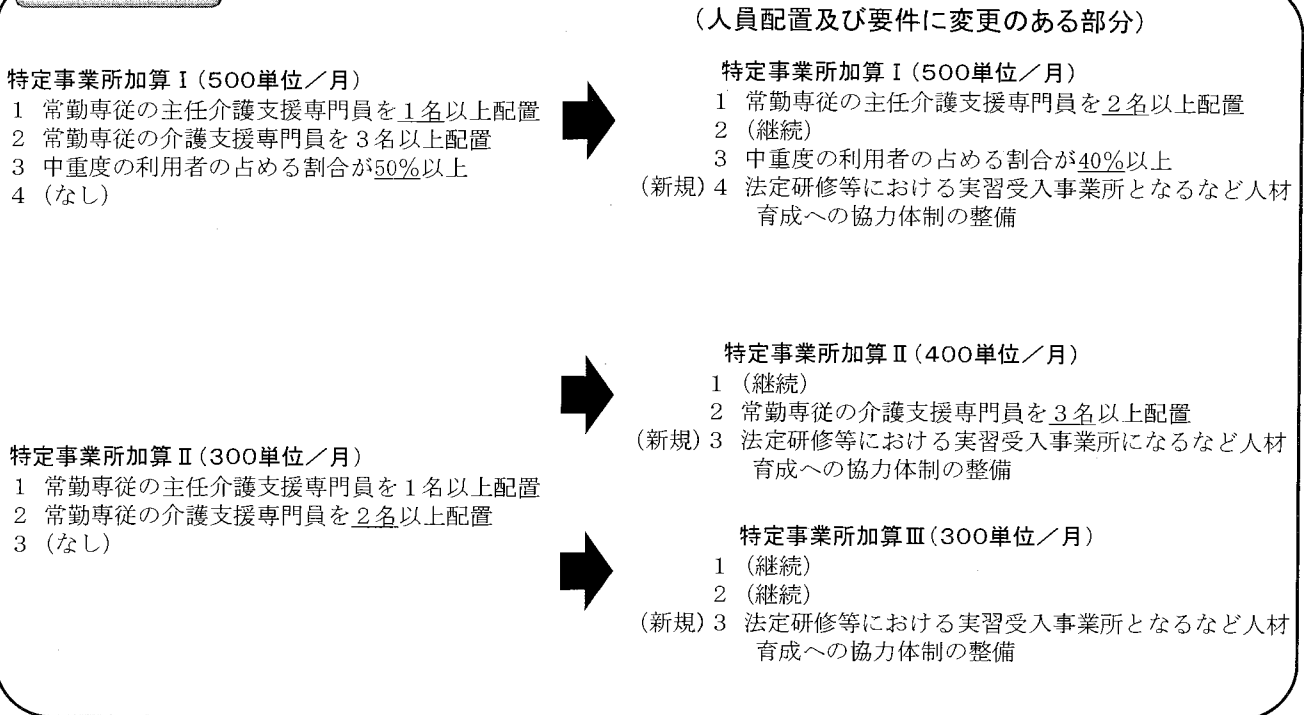 (人員配置及び要件に変更のある部分)
特定事業所加算Ⅰ(500単位／月)
1 常勤専従の主任介護支援専門員を1名以上配置
2 常勤専従の介護支援専門員を3名以上配置
3 中重度の利用者の占める割合が50%以上
4 (なし)
特定事業所加算Ⅰ(500単位／月)
1 常勤専従の主任介護支援専門員を2名以上配置
2 (継続)
3 中重度の利用者の占める割合が40%以上
(新規) 4 法定研修等における実習受入事業所となるなど人材
育成への協力体制の整備
特定事業所加算Ⅱ(400単位／月)
1 (継続)
2 常勤専従の介護支援専門員を3名以上配置
(新規) 3 法定研修等における実習受入事業所になるなど人材
育成への協力体制の整備
特定事業所加算Ⅱ(300単位／月)
1 常勤専従の主任介護支援専門員を1名以上配置
2 常勤専従の介護支援専門員を2名以上配置
3 (なし)
特定事業所加算Ⅲ(300単位／月)
1 (継続)
2 (継続)
(新規) 3 法定研修等における実習受入事業所となるなど人材
育成への協力体制の整備